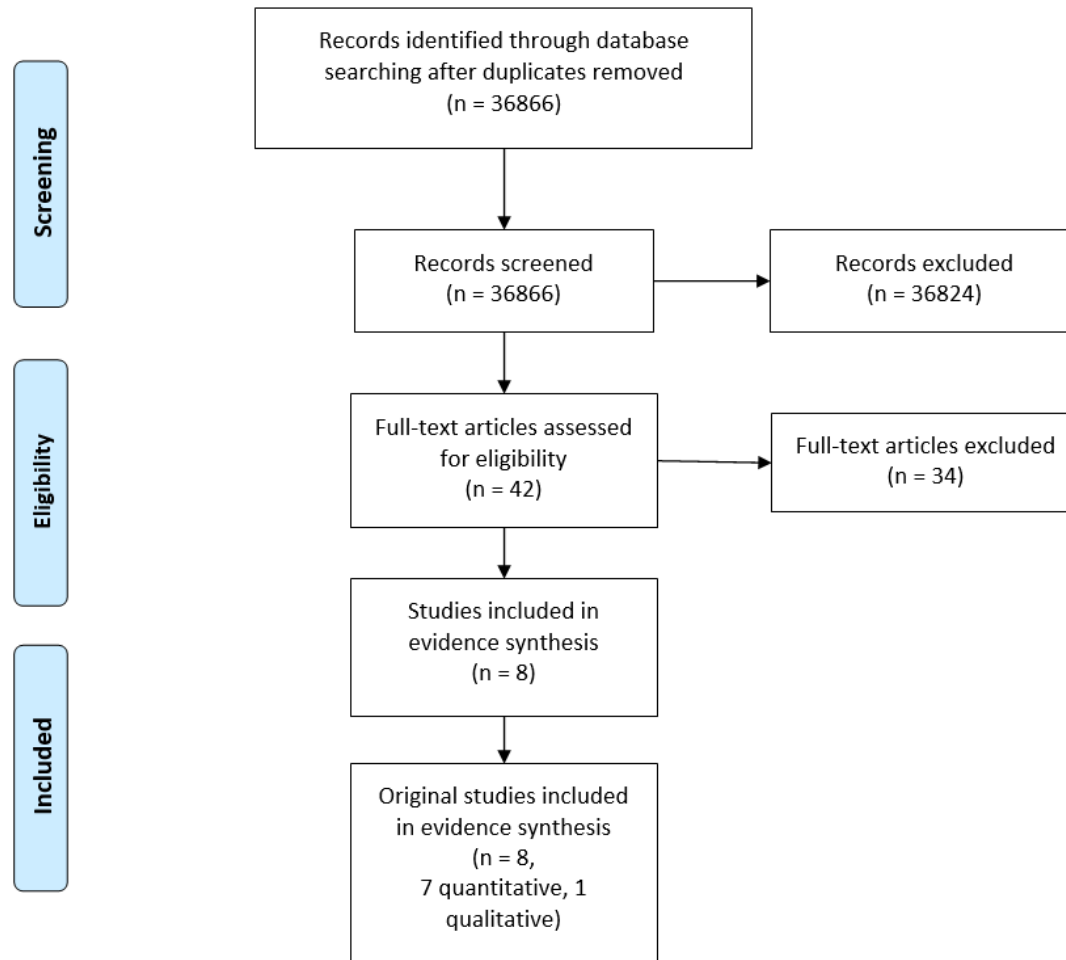 Records identified through database
searching after duplicates removed
(n = 36866)
Screening
Records screened
(n = 36866)
Records excluded
(n = 36824)
Eligibility
Full-text articles assessed
for eligibility
(n = 42)
Full-text articles excluded
(n = 34)
Studies included in
evidence synthesis
(n = 8)
Included
Original studies included
in evidence synthesis
(n = 8,
7 quantitative, 1
qualitative)